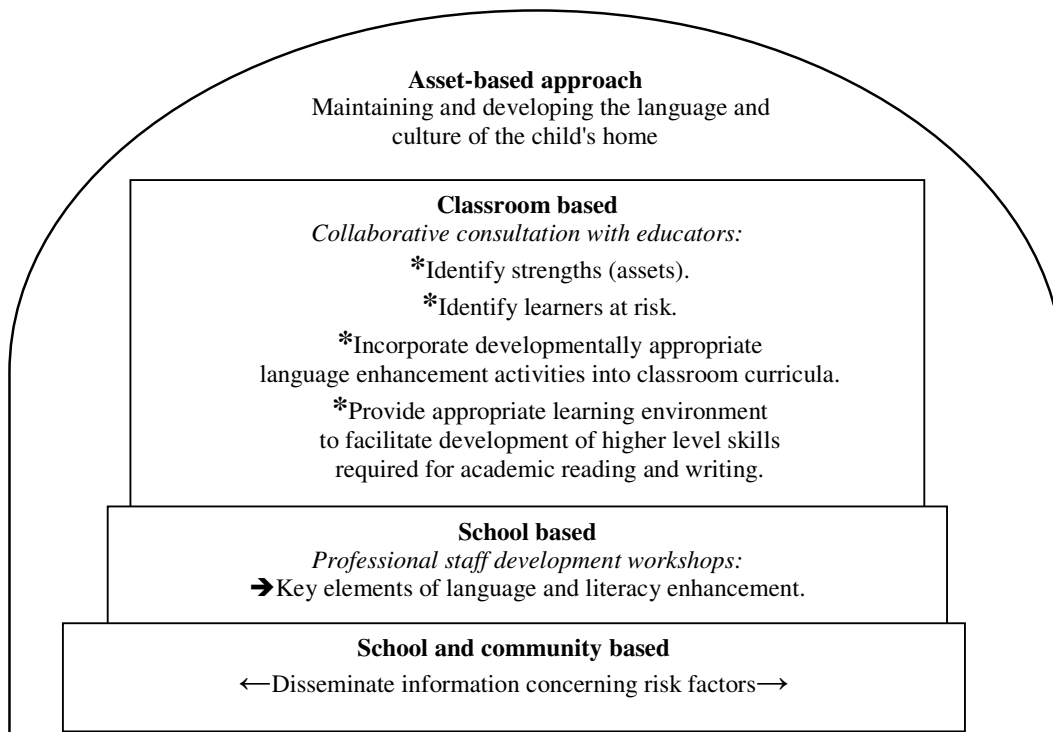 Asset-based approach
Maintaining and developing the language and
culture of the child's home
Classroom based
Collaborative consultation with educators:
*Identify strengths (assets).
*Identify learners at risk.
*Incorporate developmentally appropriate
language enhancement activities into classroom curricula.
*Provide appropriate learning environment
to facilitate development of higher level skills
required for academic reading and writing.
School based
Professional staff development workshops:
➔Key elements of language and literacy enhancement.
School and community based
←Disseminate information concerning risk factors→